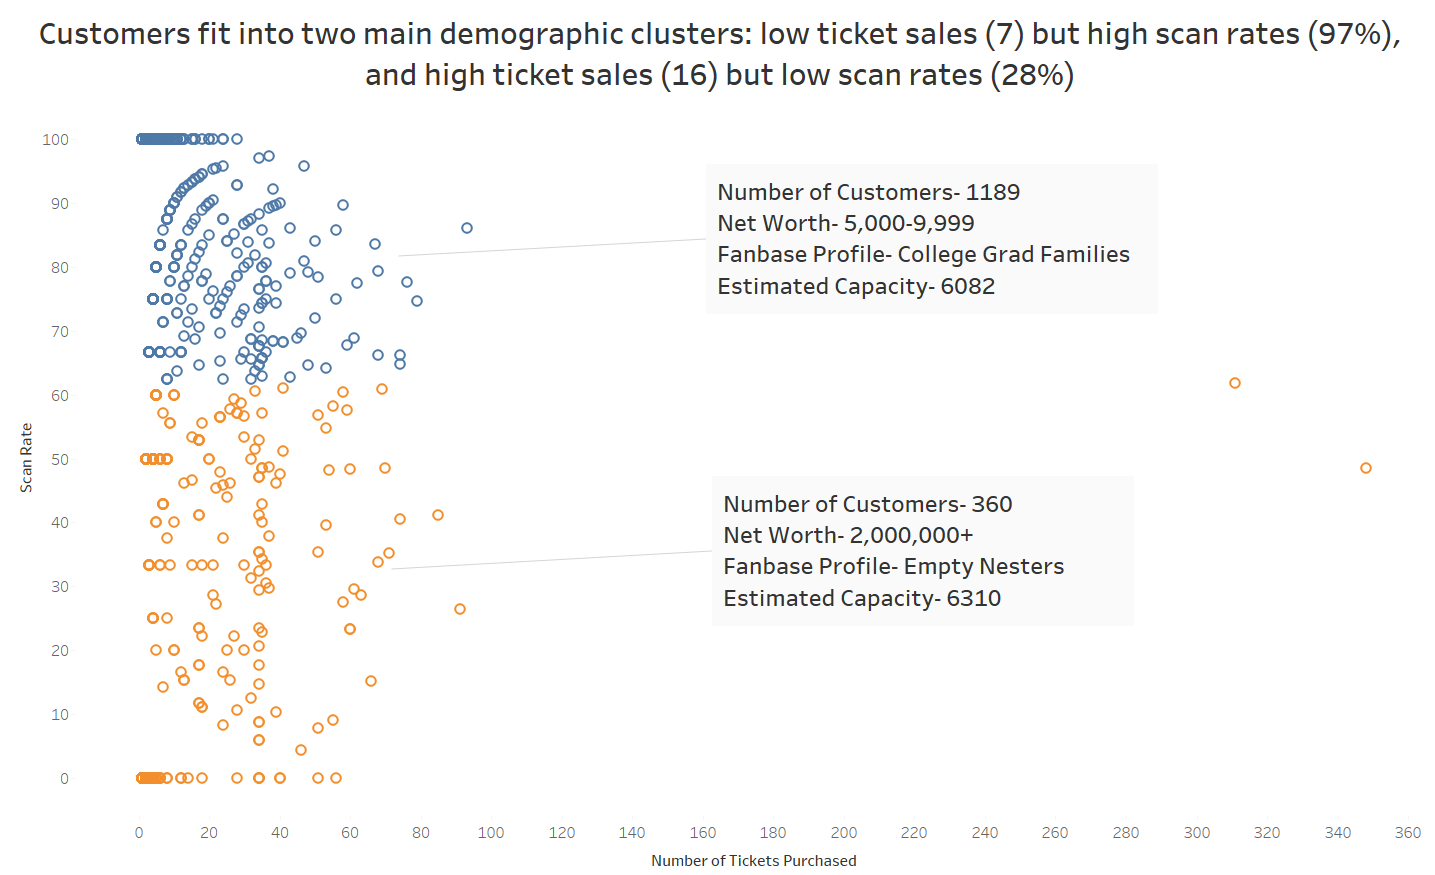 Customers fit into two main demographic clusters: low ticket sales (7) but high scan rates (97%),
and high ticket sales (16) but low scan rates (28%)
100
90
80
70
60
50
40
30
20
10
0
Scan Rate
Number of Customers- 1189
Net Worth- 5,000-9,999
Fanbase Profile- College Grad Families
Estimated Capacity- 6082
Number of Customers- 360
Net Worth- 2,000,000+
Fanbase Profile- Empty Nesters
Estimated Capacity- 6310
0 20 40 60 80 100 120 140 160 180 200 220 240 260 280 300 320 340 360
Number of Tickets Purchased